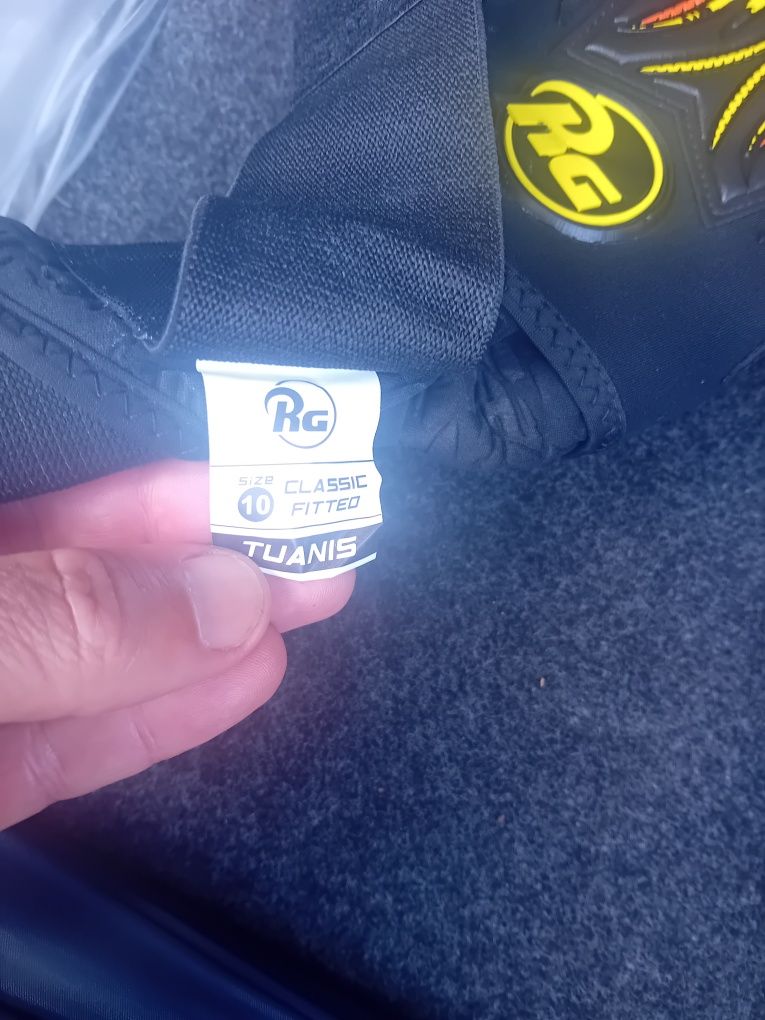 RG
RG
SIZE
10
CLASSIC
FITTED
TUANIS